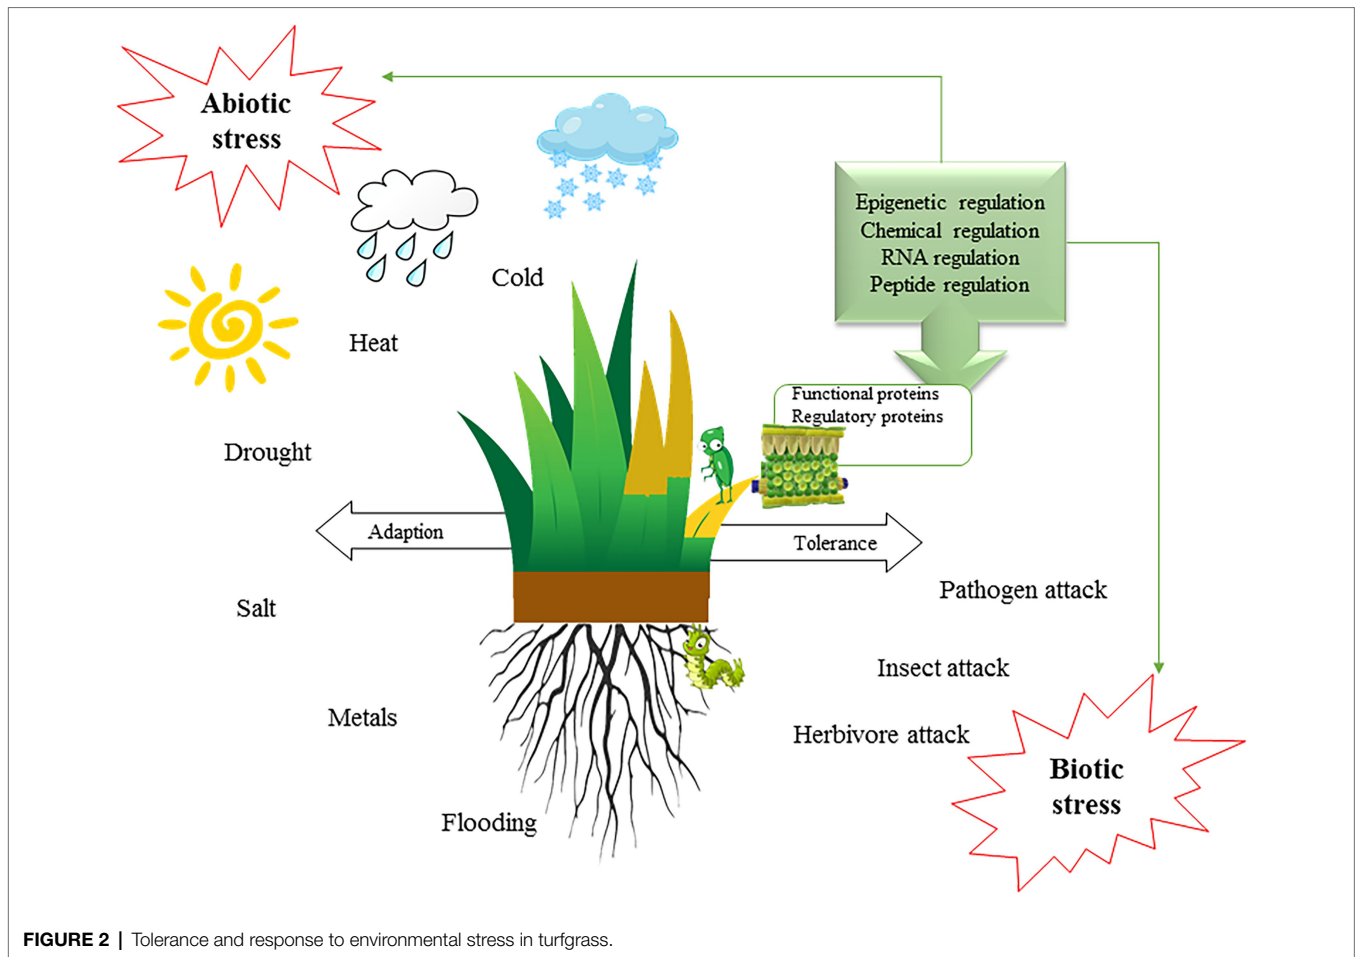 Abiotic
stress
Epigenetic regulation
Chemical regulation
RNA regulation
Peptide regulation
Cold
Heat
Functional proteins
Regulatory proteins
Drought
Adaption
Tolerance
Pathogen attack
Salt
Insect attack
Metals
Herbivore attack
Biotic
stress
Flooding
FIGURE 2 | Tolerance and response to environmental stress in turfgrass.